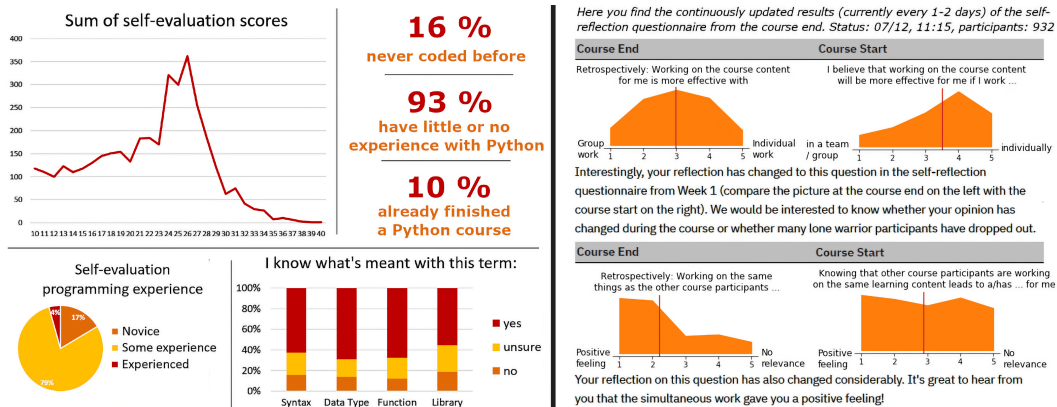 Sum of self-evaluation scores
400
350
300
250
200
150
100
50
0
10 11 12 13 14 15 16 17 18 19 20 21 22 23 24 25 26 27 28 29 30 31 32 33 34 35 36 37 38 39 40
16 %
never coded before
93 %
have little or no
experience with Python
10 %
already finished
a Python course
Self-evaluation
programming experience
4%
17%
79%
Novice
Some experience
Experienced
I know what's meant with this term:
100%
80%
60%
40%
20%
0%
Syntax Data Type Function Library
yes
unsure
no
Here you find the continuously updated results (currently every 1-2 days) of the self-
reflection questionnaire from the course end. Status: 07/12, 11:15, participants: 932
Course End Course Start
Retrospectively: Working on the course content
for me is more effective with
Group
work
1 2 3 4 5
Individual
work
I believe that working on the course content
will be more effective for me if I work ...
in a team
/ group
1 2 3 4 5
individually
Interestingly, your reflection has changed to this question in the self-reflection
questionnaire from Week 1 (compare the picture at the course end on the left with the
course start on the right). We would be interested to know whether your opinion has
changed during the course or whether many lone warrior participants have dropped out.
Course End Course Start
Retrospectively: Working on the same
things as the other course participants ...
Positive
feeling
1 2 3 4 5
No
relevance
Knowing that other course participants are working
on the same learning content leads to a/has ... for me
Positive
feeling
1 2 3 4 5
No
relevance
Your reflection on this question has also changed considerably. It's great to hear from
you that the simultaneous work gave you a positive feeling!